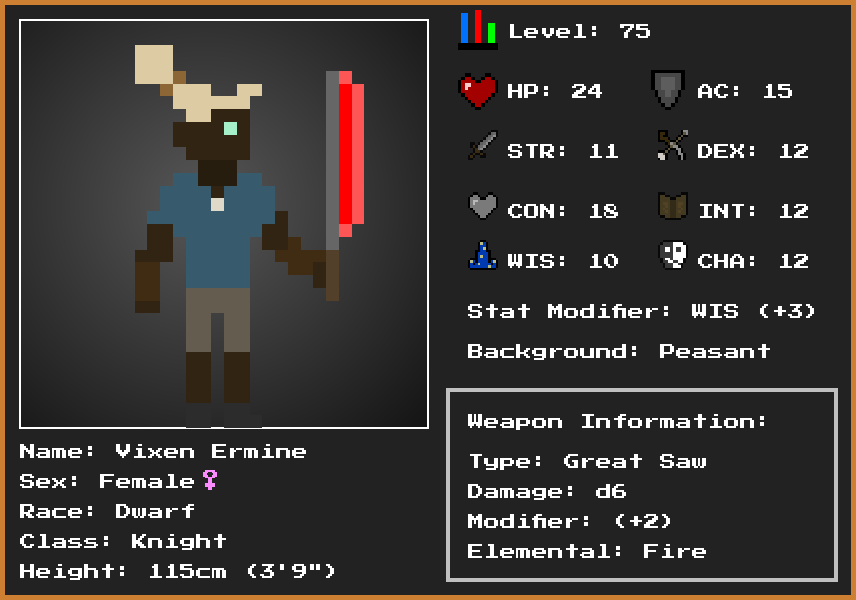 Level: 75
HP: 24
AC: 15
STR: 11
DEX: 12
CON: 18
INT: 12
WIS: 10
CHA: 12
Stat Modifier: WIS (+3)
Background: Peasant
Weapon Information:
Type: Great Saw
Damage: d6
Modifier: (+2)
Elemental: Fire
Name: Vixen Ermine
Sex: Female♀
Race: Dwarf
Class: Knight
Height: 115cm (3'9")